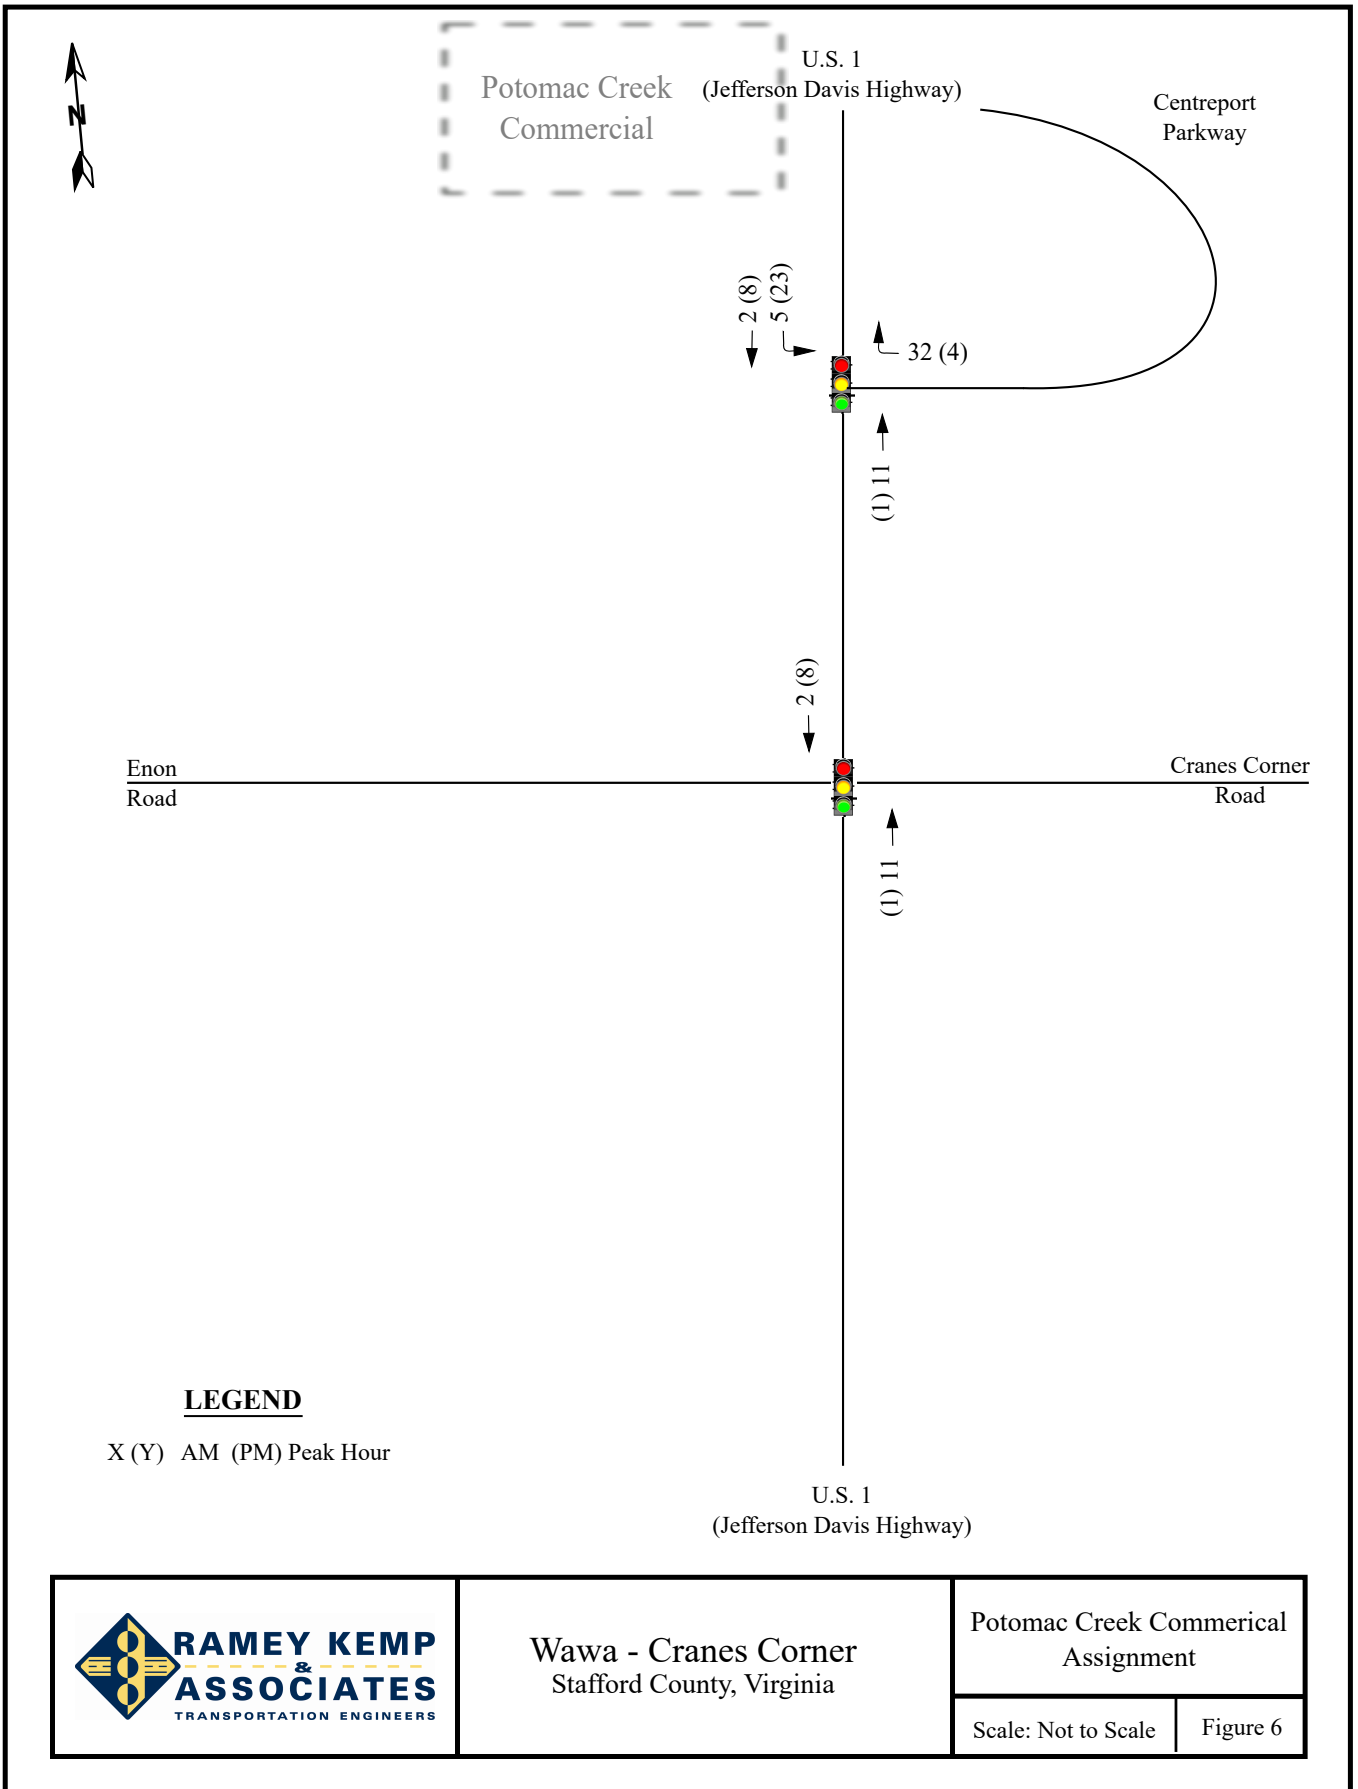 N
Potomac Creek
Commercial
U.S. 1
(Jefferson Davis Highway)
Centreport
Parkway
2 (8)
5 (23)
32 (4)
(1) 11
2 (8)
Enon
Road
Cranes Corner
Road
(1) 11
LEGEND
X (Y) AM (PM) Peak Hour
U.S. 1
(Jefferson Davis Highway)
RAMEY KEMP
&
ASSOCIATES
TRANSPORTATION ENGINEERS
Wawa - Cranes Corner
Stafford County, Virginia
Potomac Creek Commerical
Assignment
Scale: Not to Scale
Figure 6